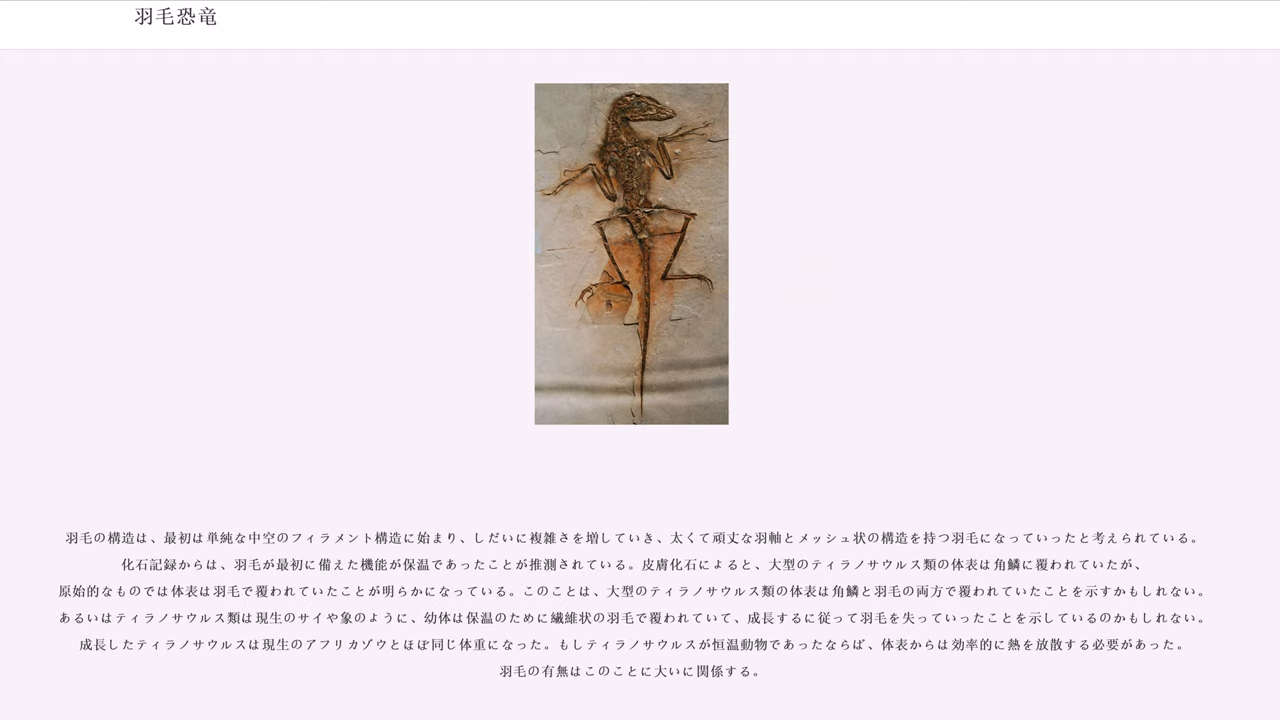 羽毛恐竜
羽毛の構造は、最初は単純な中空のフィラメント構造に始まり、しだいに複雑さを増していき、太くて頑丈な羽軸とメッシュ状の構造を持つ羽毛になっていったと考えられている。
化石記録からは、羽毛が最初に備えた機能が保温であったことが推測されている。皮膚化石によると、大型のティラノサウルス類の体表は角鱗に覆われていたが、
原始的なものでは体表は羽毛で覆われていたことが明らかになっている。このことは、大型のティラノサウルス類の体表は角鱗と羽毛の両方で覆われていたことを示すかもしれない。
あるいはティラノサウルス類は現生のサイや象のように、幼体は保温のために繊維状の羽毛で覆われていて、成長するに従って羽毛を失っていったことを示しているのかもしれない。
成長したティラノサウルスは現生のアフリカゾウとほぼ同じ体重になった。もしティラノサウルスが恒温動物であったならば、体表からは効率的に熱を放散する必要があった。
羽毛の有無はこのことに大いに関係する。